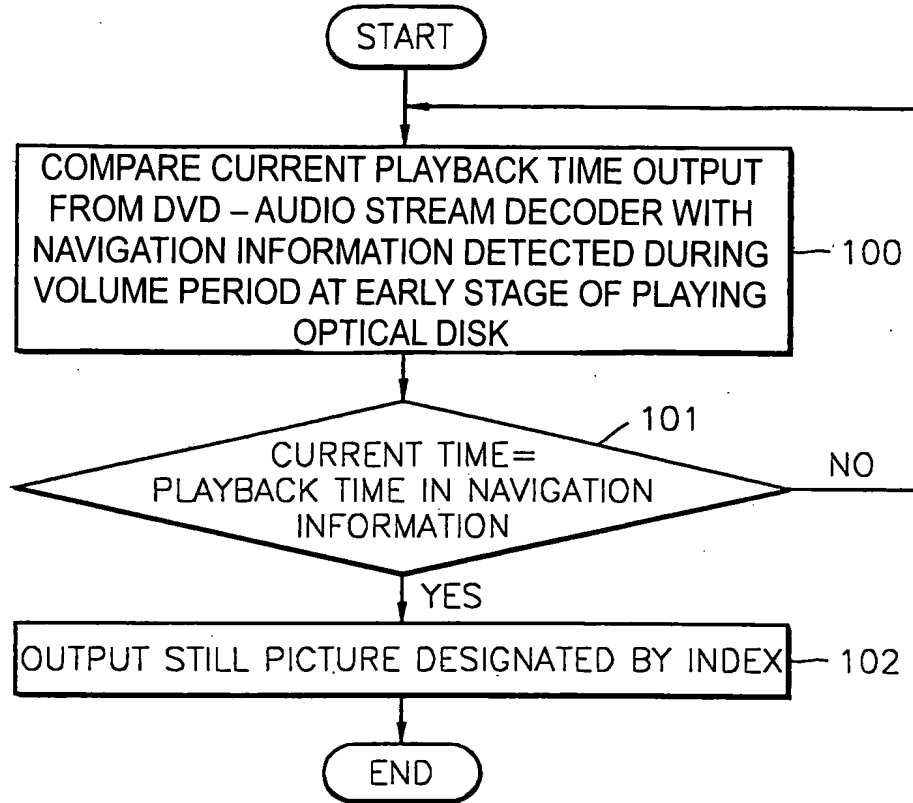 START
COMPARE CURRENT PLAYBACK TIME OUTPUT
FROM DVD – AUDIO STREAM DECODER WITH
NAVIGATION INFORMATION DETECTED DURING
VOLUME PERIOD AT EARLY STAGE OF PLAYING
OPTICAL DISK
100
101
CURRENT TIME=
PLAYBACK TIME IN NAVIGATION
INFORMATION
NO
YES
OUTPUT STILL PICTURE DESIGNATED BY INDEX
102
END